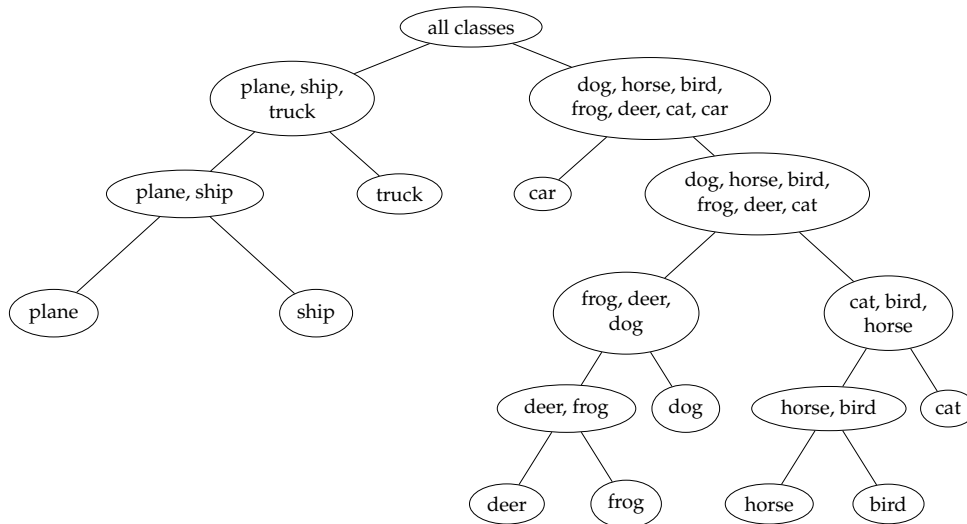 all classes
plane, ship,
truck
dog, horse, bird,
frog, deer, cat, car
plane, ship
truck
car
dog, horse, bird,
frog, deer, cat
plane
ship
frog, deer,
dog
cat, bird,
horse
deer, frog
dog
horse, bird
cat
deer
frog
horse
bird